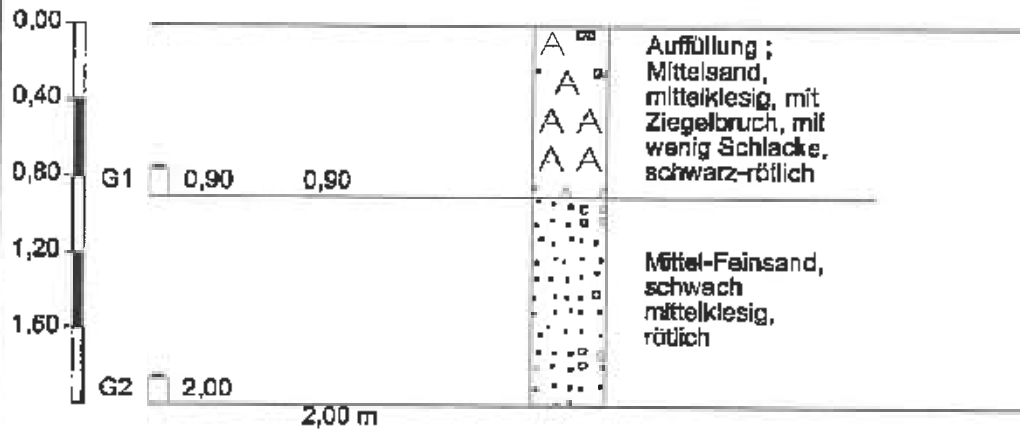 0,00
0,40
0,80
1,20
1,60
G1 0,90 0,90
G2 2,00
2,00 m
A
A
A A
A A
Auffüllung ;
Mittelsand,
mittelkiesig, mit
Ziegelbruch, mit
wenig Schlacke,
schwarz-rötlich
Mittel-Feinsand,
schwach
mittelkiesig,
rötlich